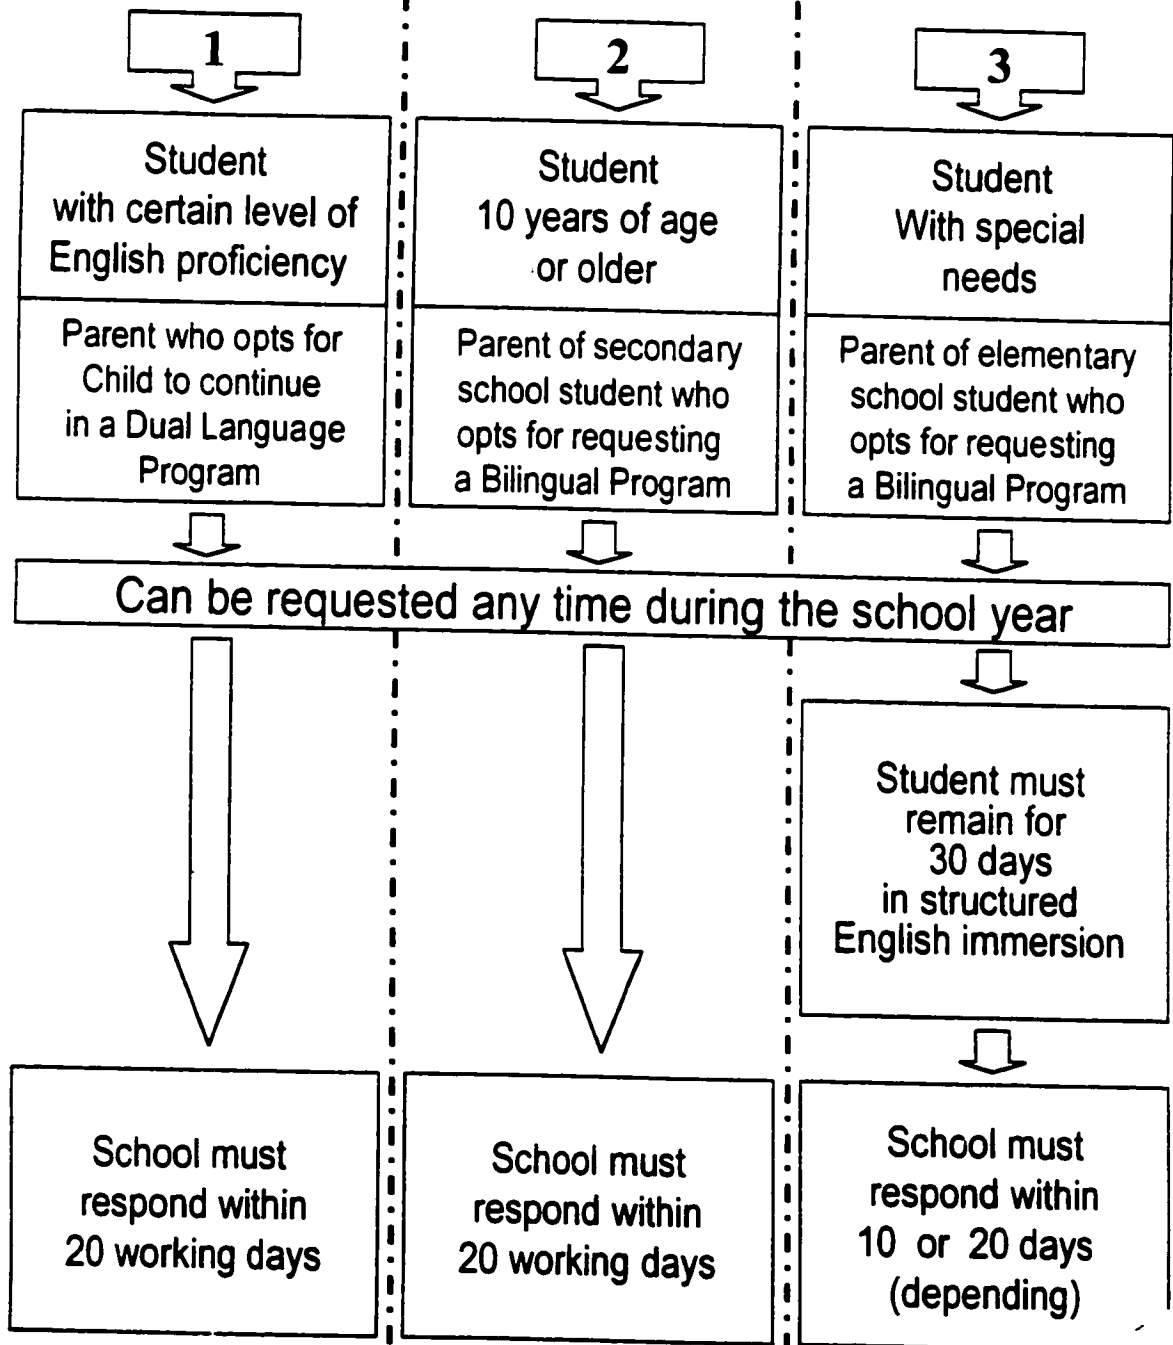 1
Student
with certain level of
English proficiency
Parent who opts for
Child to continue
in a Dual Language
Program
2
Student
10 years of age
or older
Parent of secondary
school student who
opts for requesting
a Bilingual Program
3
Student
With special
needs
Parent of elementary
school student who
opts for requesting
a Bilingual Program
Can be requested any time during the school year
Student must
remain for
30 days
in structured
English immersion
School must
respond within
20 working days
School must
respond within
20 working days
School must
respond within
10 or 20 days
(depending)